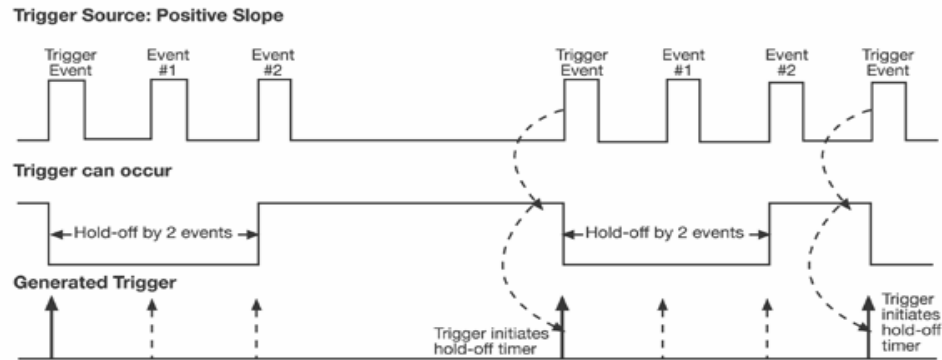 Trigger Source: Positive Slope
Trigger
Event
Event
#1
Event
#2
Trigger
Event
Event
#1
Event
#2
Trigger
Event
Trigger can occur
Hold-off by 2 events
Hold-off by 2 events
Generated Trigger
Trigger initiates
hold-off timer
Trigger
initiates
hold-off
timer